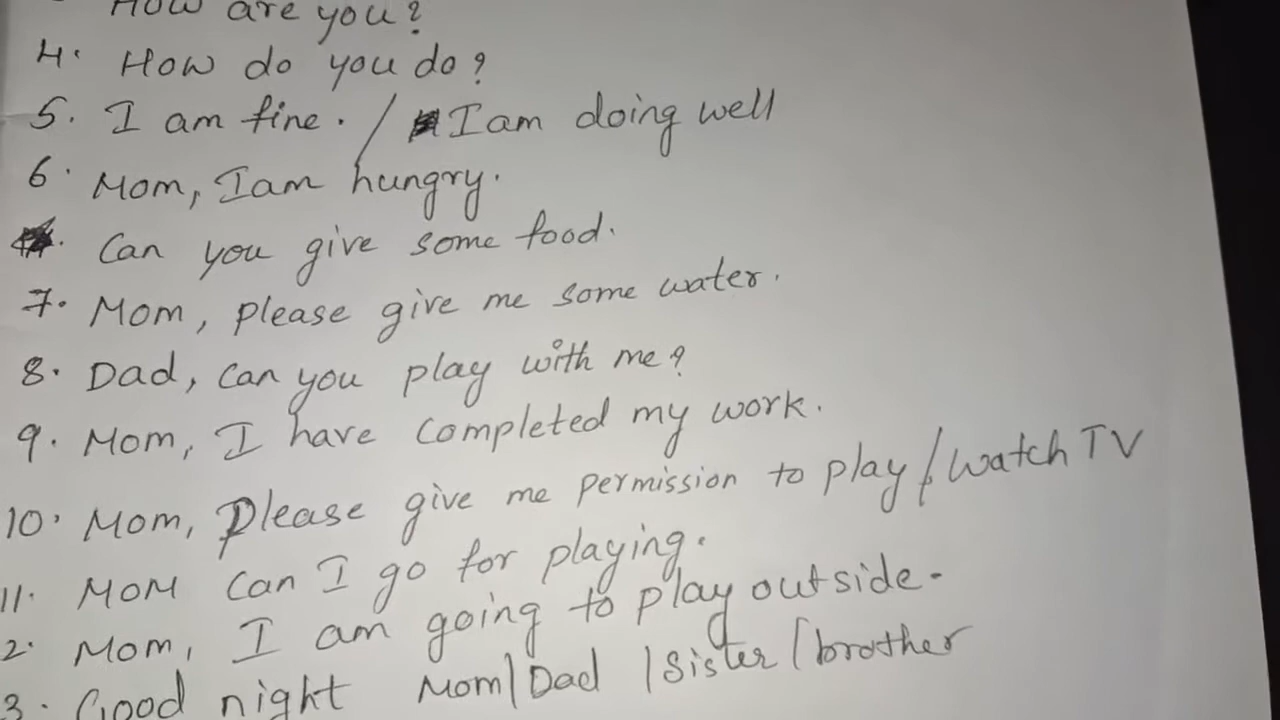 How are you?
4. How do you do?
5. I am fine. / I am doing well
6. Mom, I am hungry.
Can you give some food.
7. Mom, please give me some water.
8. Dad, can you play with me?
9. Mom, I have completed my work.
10. Mom, Please give me permission to play / watch TV
11. MOM can I go for playing.
2. Mom, I am going to play outside.
3. Good night Mom/Dad /Sister/brother